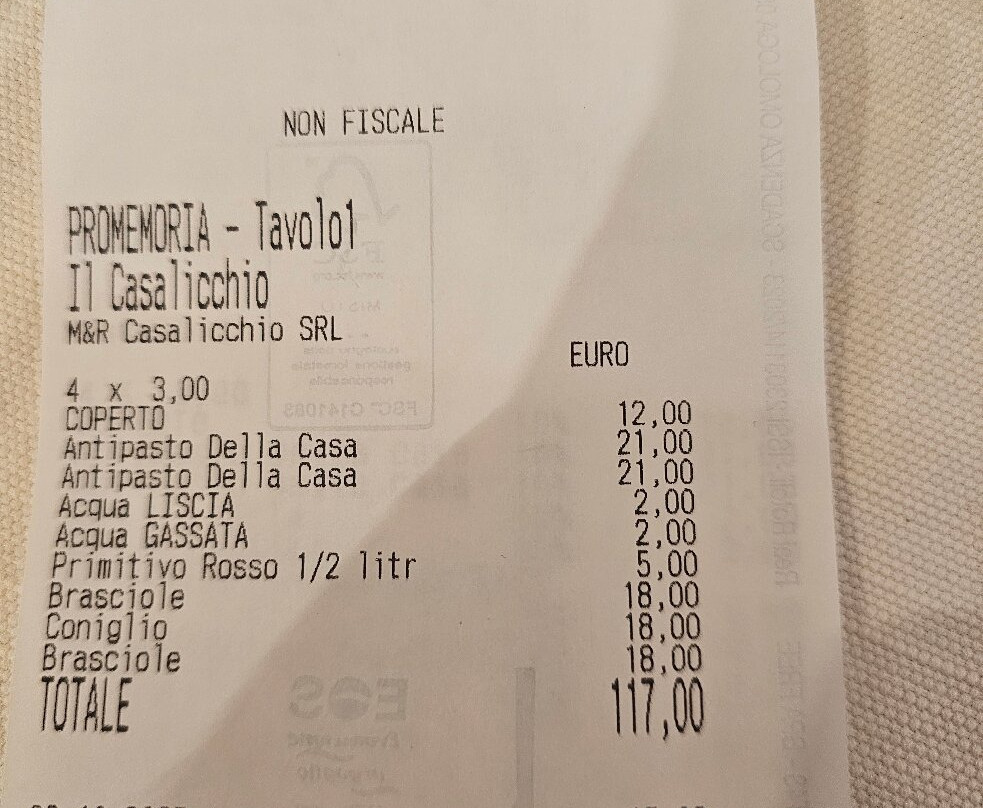 NON FISCALE
PROMEMORIA - Tavolo1
Il Casalicchio
M&R Casalicchio SRL
EURO
4 x 3,00
COPERTO 12,00
Antipasto Della Casa 21,00
Antipasto Della Casa 21,00
Acqua LISCIA 2,00
Acqua GASSATA 2,00
Primitivo Rosso 1/2 litr 5,00
Brasciole 18,00
Coniglio 18,00
Brasciole 18,00
TOTALE 117,00